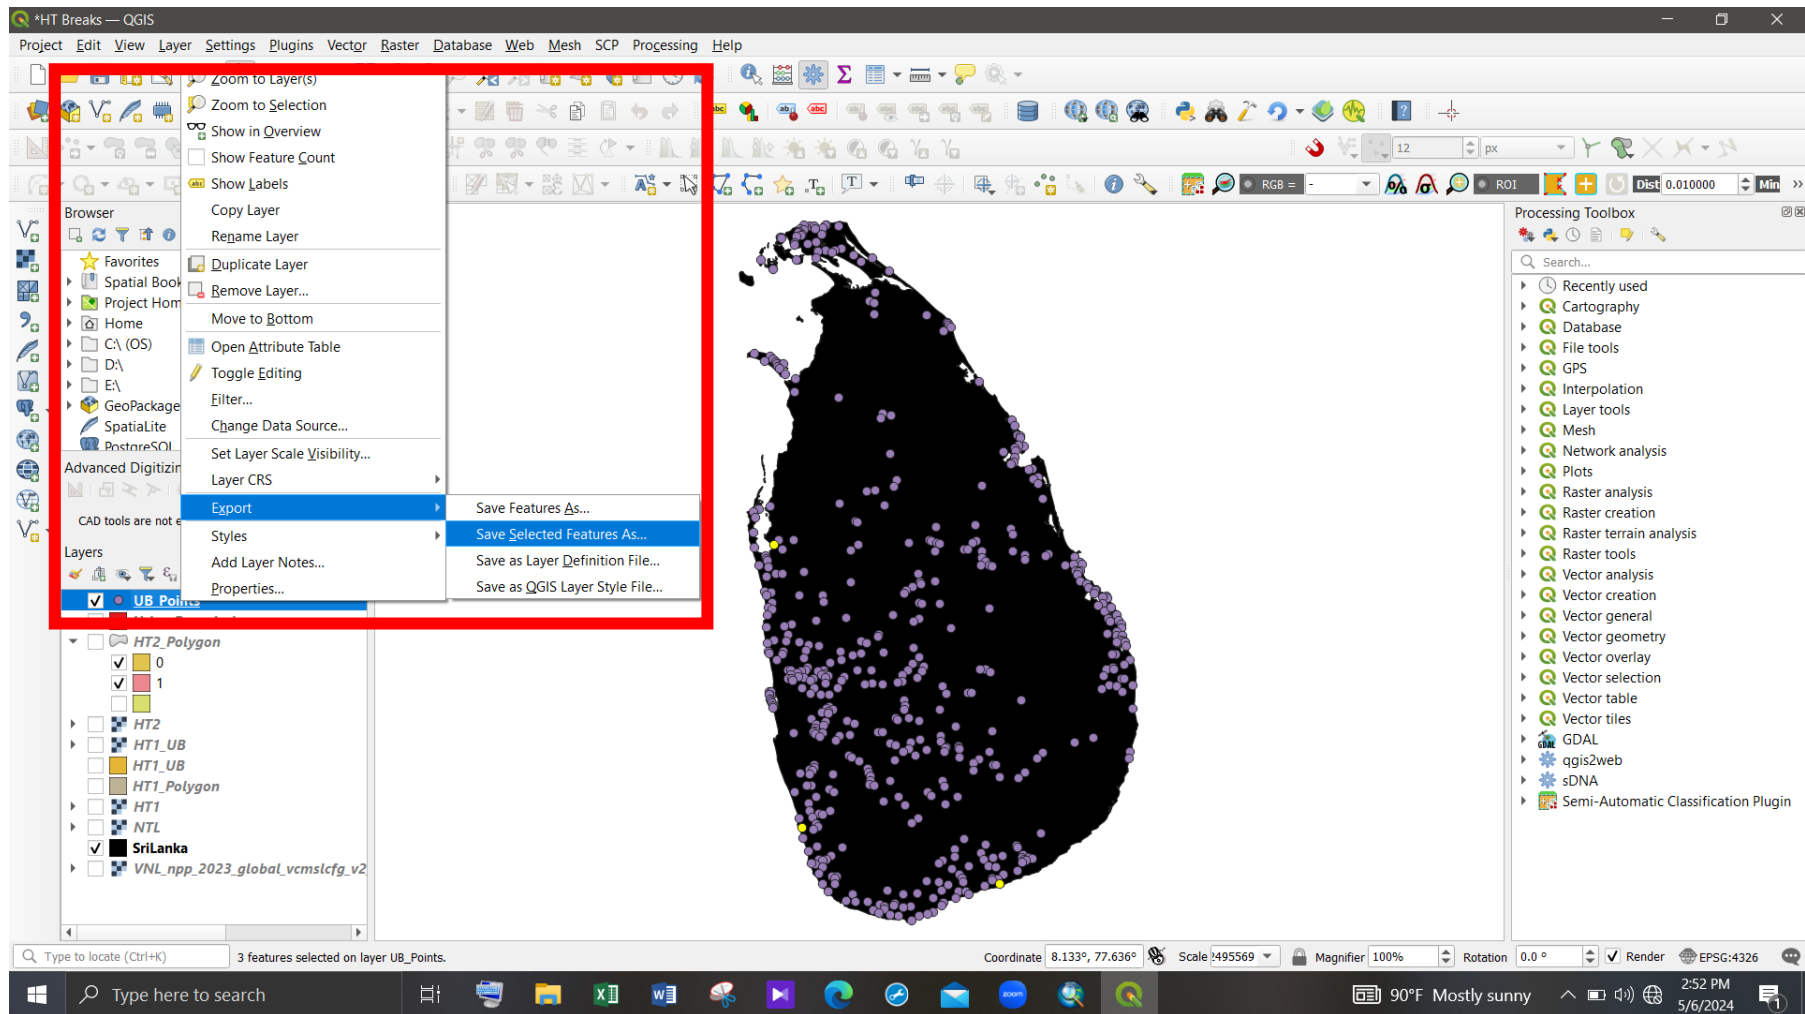 *HT Breaks — QGIS
Project Edit View Layer Settings Plugins Vector Raster Database Web Mesh SCP Processing Help
Zoom to Layer(s)
Zoom to Selection
Show in Overview
Show Feature Count
Show Labels
Copy Layer
Rename Layer
Duplicate Layer
Remove Layer...
Move to Bottom
Open Attribute Table
Toggle Editing
Filter...
Change Data Source...
Set Layer Scale Visibility...
Layer CRS
Export
Styles
Add Layer Notes...
Properties...
Save Features As...
Save Selected Features As...
Save as Layer Definition File...
Save as QGIS Layer Style File...
12 px
RGB = -
ROI
Dist 0.010000 Min
Browser
Favorites
Spatial Book
Project Hom
Home
C:\ (OS)
D:\
E:\
GeoPackage
SpatiaLite
PostgreSQL
Advanced Digitizin
CAD tools are not e
Layers
UB_Points
HT2_Polygon
0
1
HT2
HT1_UB
HT1_UB
HT1_Polygon
HT1
NTL
SriLanka
VNL_npp_2023_global_vcmslcfg_v2
Processing Toolbox
Search...
Recently used
Cartography
Database
File tools
GPS
Interpolation
Layer tools
Mesh
Network analysis
Plots
Raster analysis
Raster creation
Raster terrain analysis
Raster tools
Vector analysis
Vector creation
Vector general
Vector geometry
Vector overlay
Vector selection
Vector table
Vector tiles
GDAL
qgis2web
sDNA
Semi-Automatic Classification Plugin
Type to locate (Ctrl+K) 3 features selected on layer UB_Points. Coordinate 8.133°, 77.636° Scale 2495569 Magnifier 100% Rotation 0.0 ° Render EPSG:4326
Type here to search
zoom
90°F Mostly sunny
2:52 PM
5/6/2024